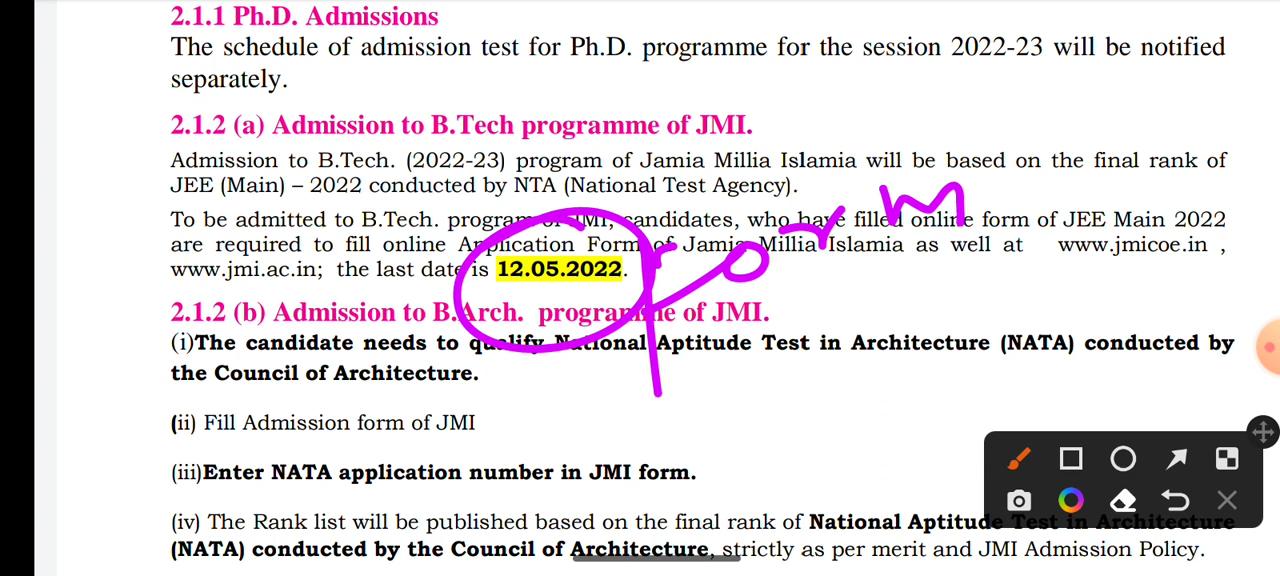 2.1.1 Ph.D. Admissions
The schedule of admission test for Ph.D. programme for the session 2022-23 will be notified
separately.
2.1.2 (a) Admission to B.Tech programme of JMI.
Admission to B.Tech. (2022-23) program of Jamia Millia Islamia will be based on the final rank of
JEE (Main) – 2022 conducted by NTA (National Test Agency).
To be admitted to B.Tech. program of JMI, candidates, who have filled online form of JEE Main 2022
are required to fill online Application Form of Jamia Millia Islamia as well at www.jmicoe.in ,
www.jmi.ac.in; the last date is 12.05.2022.
form
2.1.2 (b) Admission to B.Arch. programme of JMI.
(i)The candidate needs to qualify National Aptitude Test in Architecture (NATA) conducted by
the Council of Architecture.
(ii) Fill Admission form of JMI
(iii)Enter NATA application number in JMI form.
(iv) The Rank list will be published based on the final rank of National Aptitude Test in Architecture
(NATA) conducted by the Council of Architecture, strictly as per merit and JMI Admission Policy.